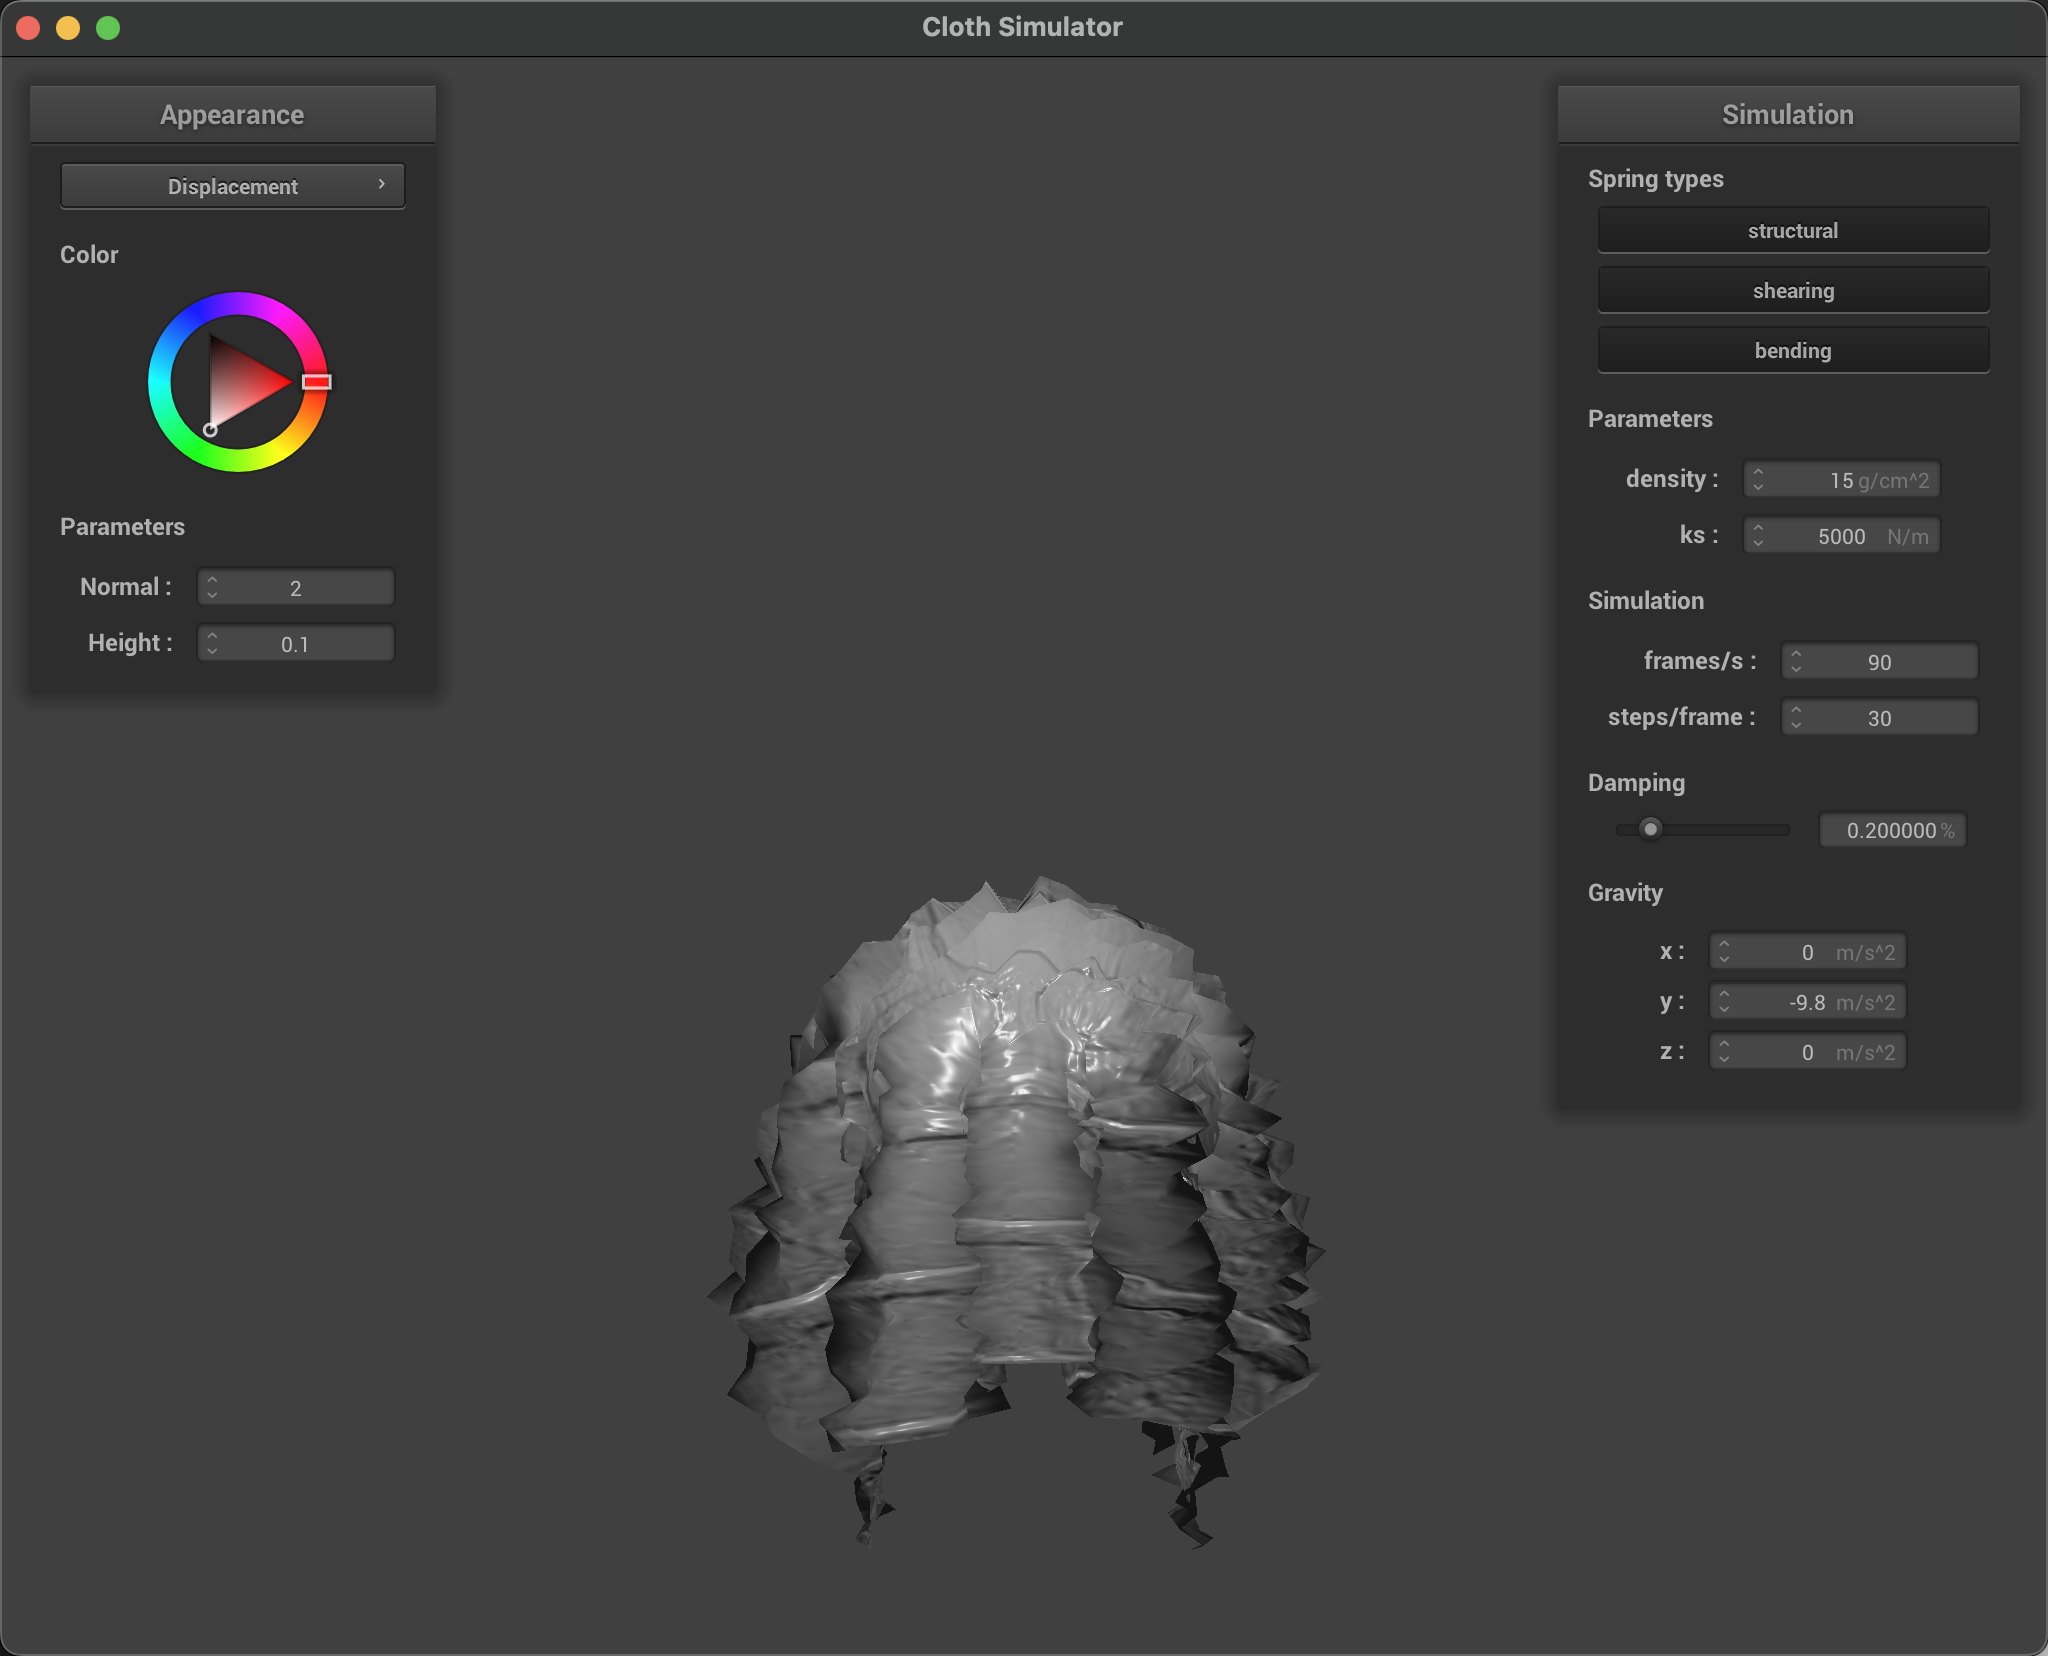 Cloth Simulator
Appearance
Displacement ›
Color
Parameters
Normal : 2
Height : 0.1
Simulation
Spring types
structural
shearing
bending
Parameters
density : 15 g/cm^2
ks : 5000 N/m
Simulation
frames/s : 90
steps/frame : 30
Damping
0.200000 %
Gravity
x : 0 m/s^2
y : -9.8 m/s^2
z : 0 m/s^2